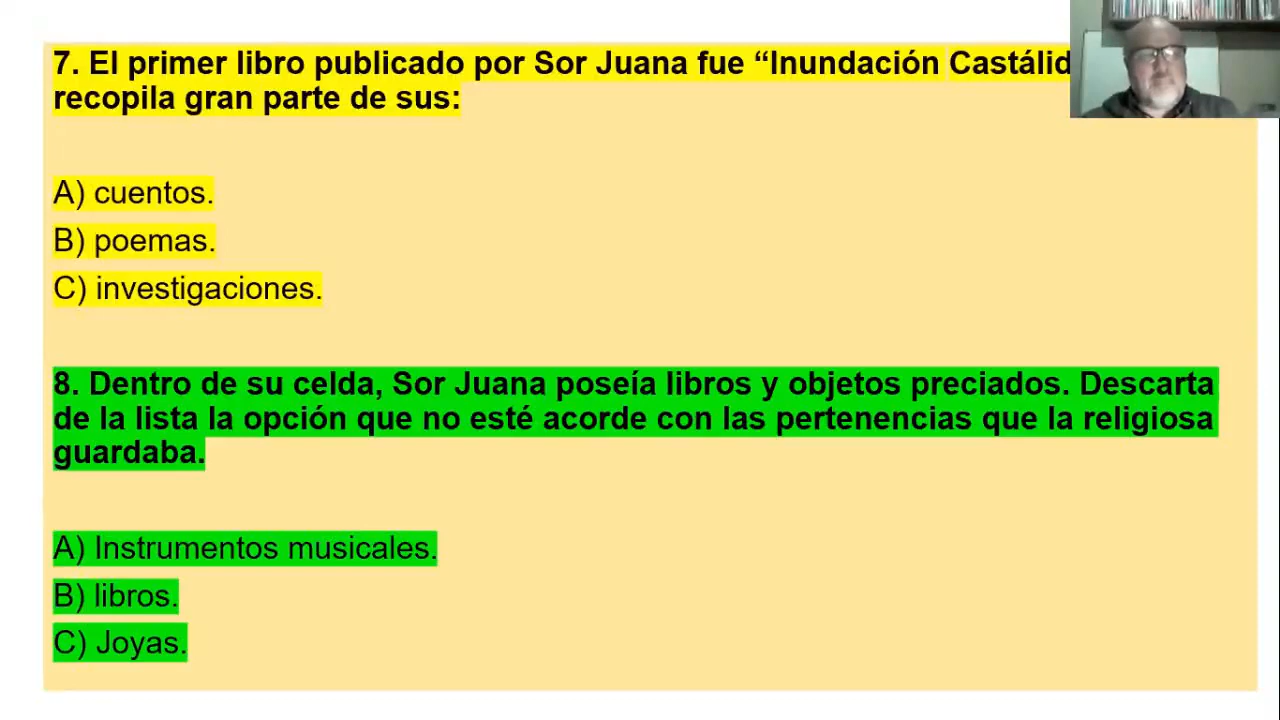 7. El primer libro publicado por Sor Juana fue “Inundación Castálid
recopila gran parte de sus:
A) cuentos.
B) poemas.
C) investigaciones.
8. Dentro de su celda, Sor Juana poseía libros y objetos preciados. Descarta
de la lista la opción que no esté acorde con las pertenencias que la religiosa
guardaba.
A) Instrumentos musicales.
B) libros.
C) Joyas.